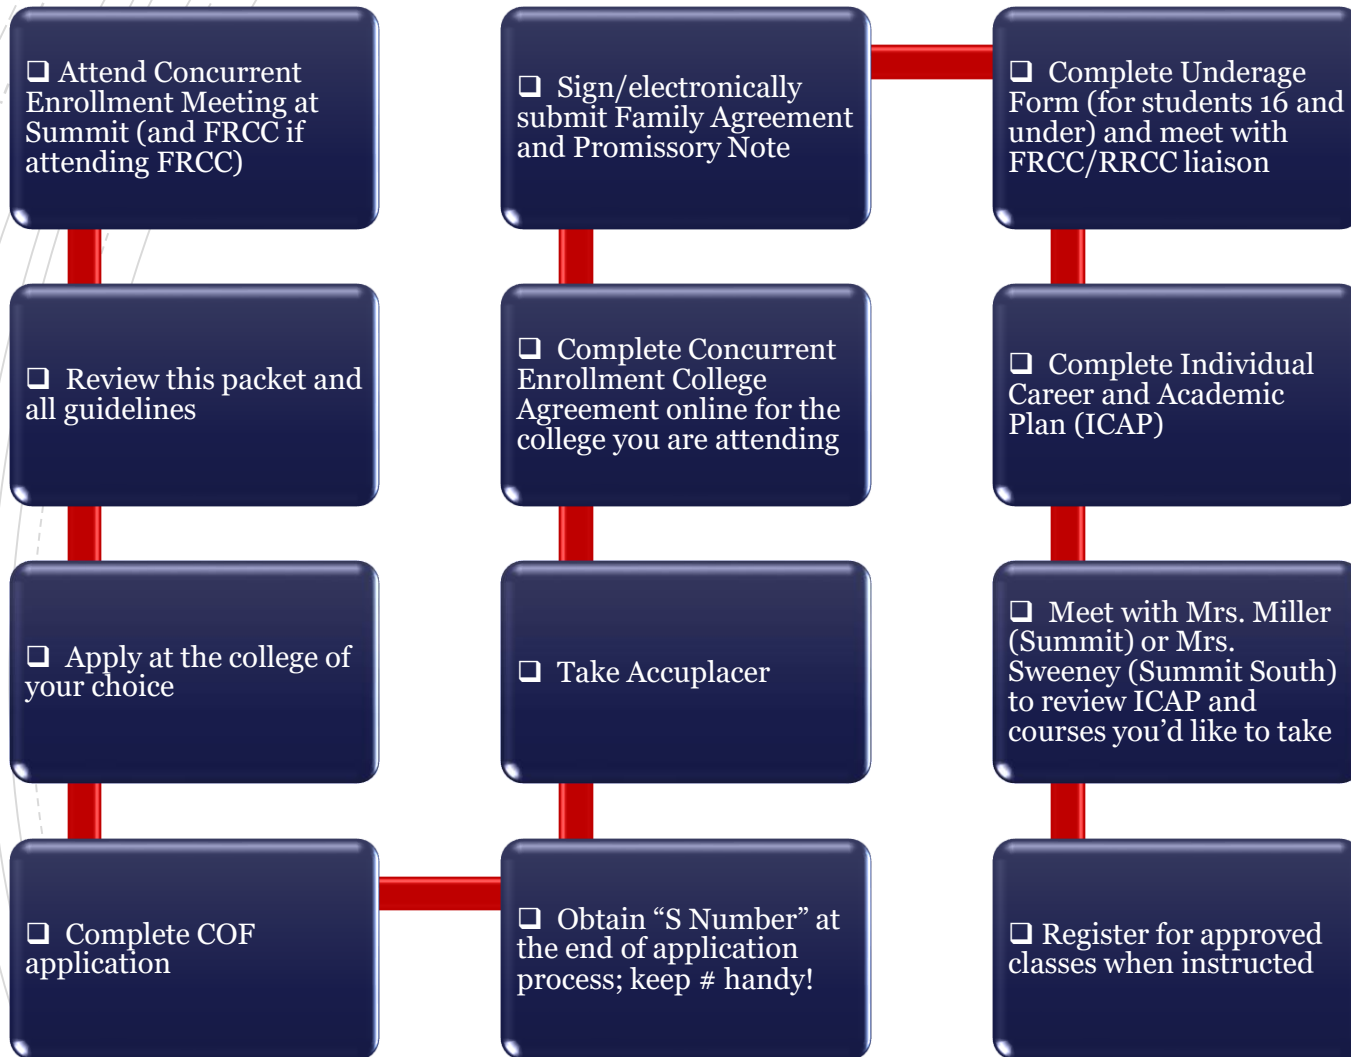 ❑ Attend Concurrent
Enrollment Meeting at
Summit (and FRCC if
attending FRCC)
❑ Review this packet and
all guidelines
❑ Apply at the college of
your choice
❑ Complete COF
application
❑ Obtain “S Number” at
the end of application
process; keep # handy!
❑ Take Accuplacer
❑ Complete Concurrent
Enrollment College
Agreement online for the
college you are attending
❑ Sign/electronically
submit Family Agreement
and Promissory Note
❑ Complete Underage
Form (for students 16 and
under) and meet with
FRCC/RRCC liaison
❑ Complete Individual
Career and Academic
Plan (ICAP)
❑ Meet with Mrs. Miller
(Summit) or Mrs.
Sweeney (Summit South)
to review ICAP and
courses you’d like to take
❑ Register for approved
classes when instructed